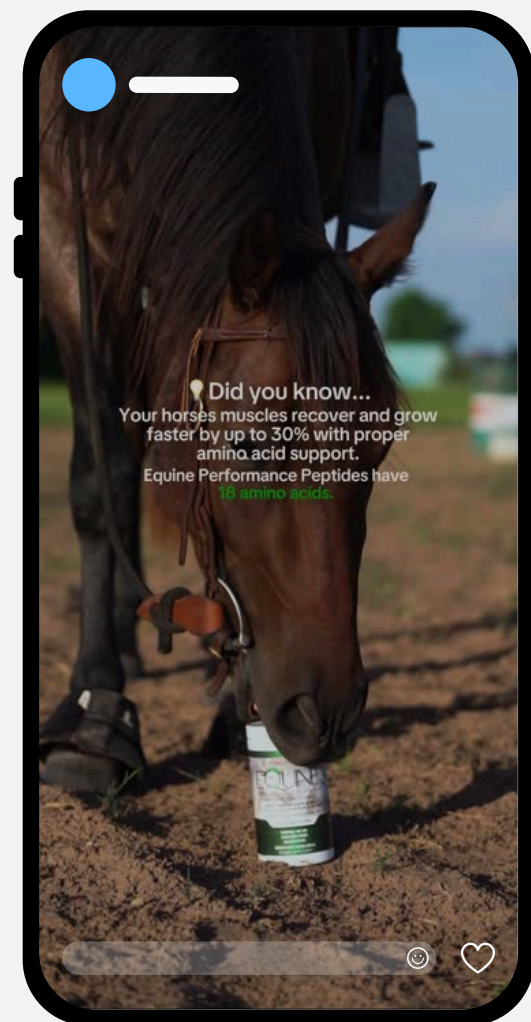 💡Did you know...
Your horses muscles recover and grow
faster by up to 30% with proper
amino acid support.
Equine Performance Peptides have
18 amino acids.
EQUINE